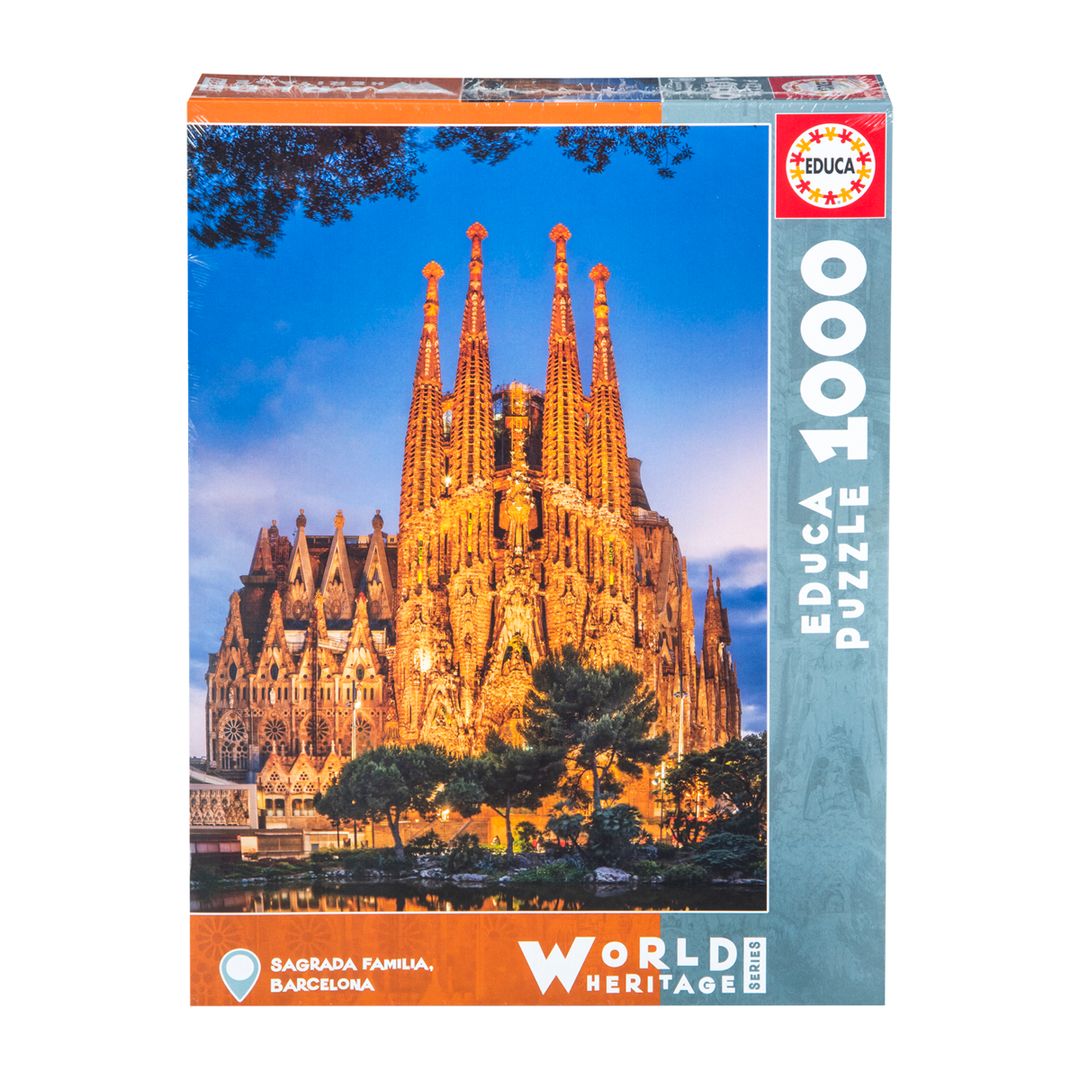 EDUCA
EDUCA
PUZZLE 1000
SAGRADA FAMILIA,
BARCELONA
WORLD
HERITAGE
SERIES